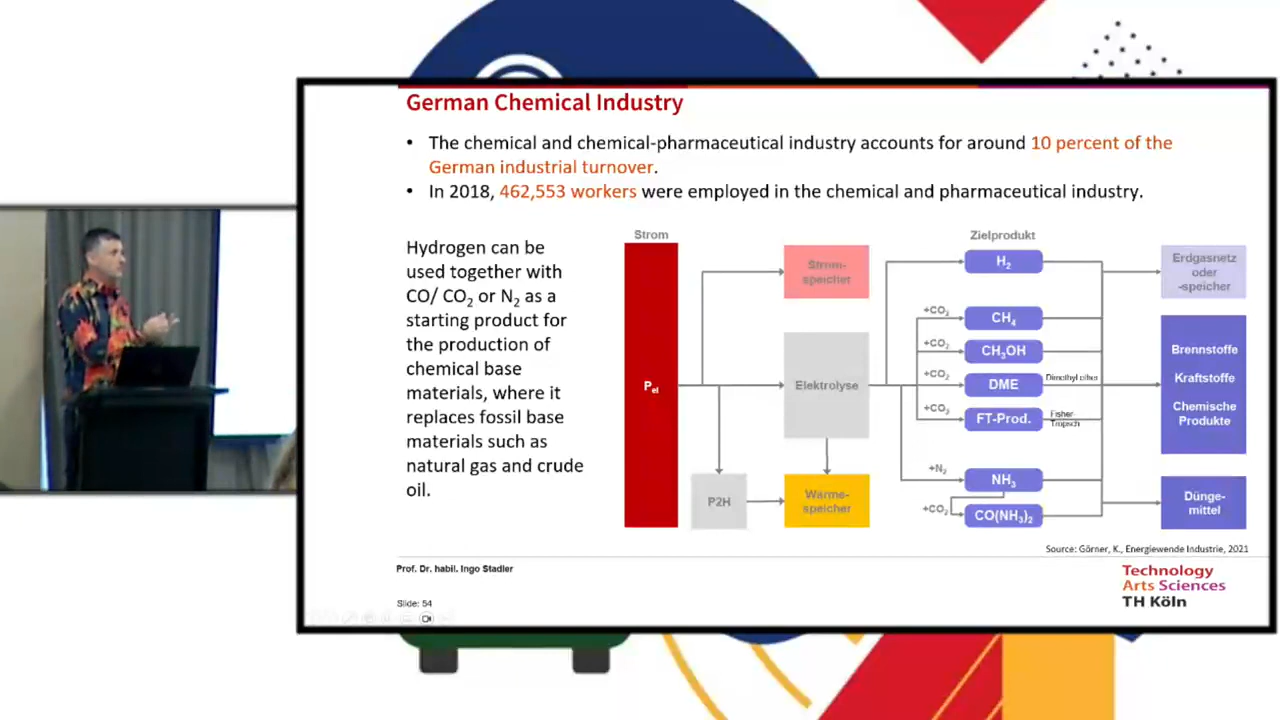 German Chemical Industry
• The chemical and chemical-pharmaceutical industry accounts for around 10 percent of the
German industrial turnover.
• In 2018, 462,553 workers were employed in the chemical and pharmaceutical industry.
Hydrogen can be
used together with
CO/ CO₂ or N₂ as a
starting product for
the production of
chemical base
materials, where it
replaces fossil base
materials such as
natural gas and crude
oil.
Strom
Pel
Strom-
speicher
Elektrolyse
P2H
Wärme-
speicher
Zielprodukt
H₂
+CO₂
CH₄
+CO₂
CH₃OH
+CO₂
DME
Dimethyl ether
+CO₂
FT-Prod.
Fisher-
Tropsch
+N₂
NH₃
+CO₂
CO(NH₃)₂
Erdgasnetz
oder
-speicher
Brennstoffe
Kraftstoffe
Chemische
Produkte
Dünge-
mittel
Source: Görner, K., Energiewende Industrie, 2021
Prof. Dr. habil. Ingo Stadler
Slide: 54
Technology
Arts Sciences
TH Köln